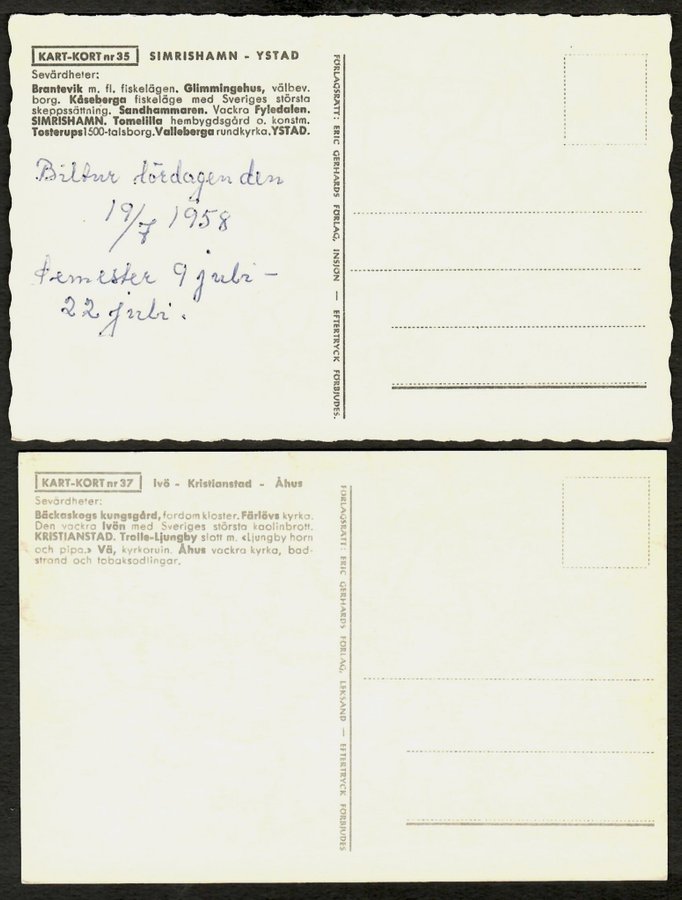 KART-KORT nr 35 SIMRISHAMN - YSTAD
Sevärdheter:
Brantevik m. fl. fiskelägen. Glimmingehus, välbev.
borg. Kåseberga fiskeläge med Sveriges största
skeppssättning. Sandhammaren. Vackra Fyledalen.
SIMRISHAMN. Tomelilla hembygdsgård o. konstm.
Tosterups 1500-talsborg. Valleberga rundkyrka. YSTAD.
Biltur lördagen den
19/7 1958
Semester 9 juli -
22 juli.
FÖRLAGSRÄTT: ERIC GERHARDS FÖRLAG, INSJÖN — EFTERTRYCK FÖRBJUDES.
KART-KORT nr 37 Ivö - Kristianstad - Åhus
Sevärdheter:
Bäckaskogs kungsgård, fordom kloster. Färlövs kyrka.
Den vackra Ivön med Sveriges största kaolinbrott.
KRISTIANSTAD. Trolle-Ljungby slott m. «Ljungby horn
och pipa.» Vä, kyrkoruin. Åhus vackra kyrka, bad-
strand och tobaksodlingar.
FÖRLAGSRÄTT: ERIC GERHARDS FÖRLAG, LEKSAND — EFTERTRYCK FÖRBJUDES